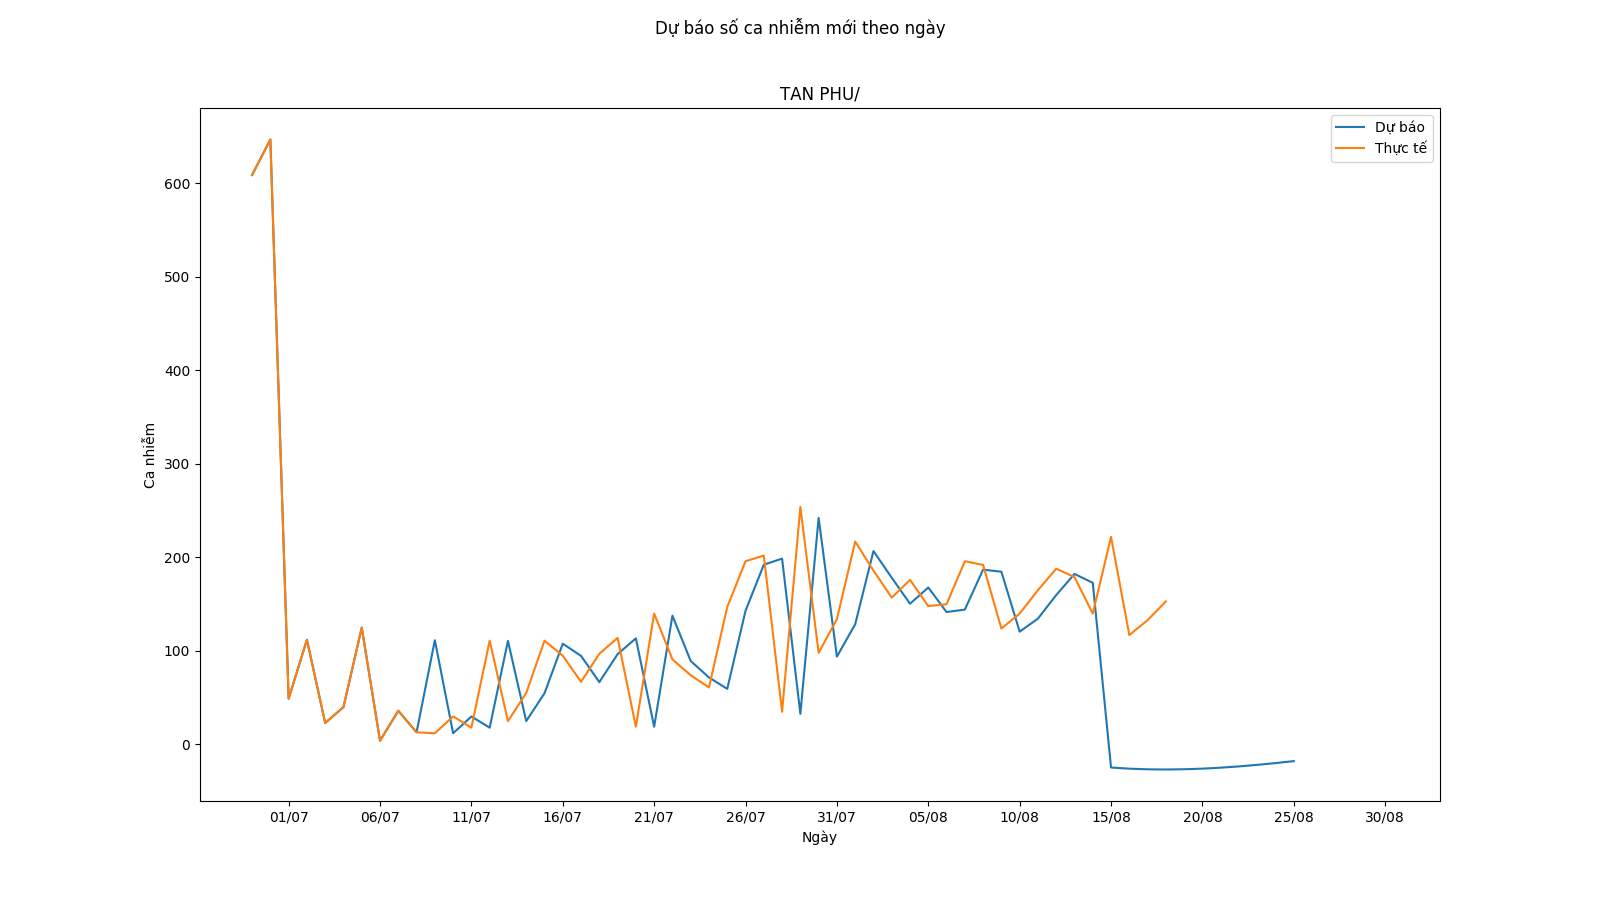 Dự báo số ca nhiễm mới theo ngày
TAN PHU/
Dự báo
Thực tế
600
500
400
300
200
100
0
Ca nhiễm
01/07 06/07 11/07 16/07 21/07 26/07 31/07 05/08 10/08 15/08 20/08 25/08 30/08
Ngày